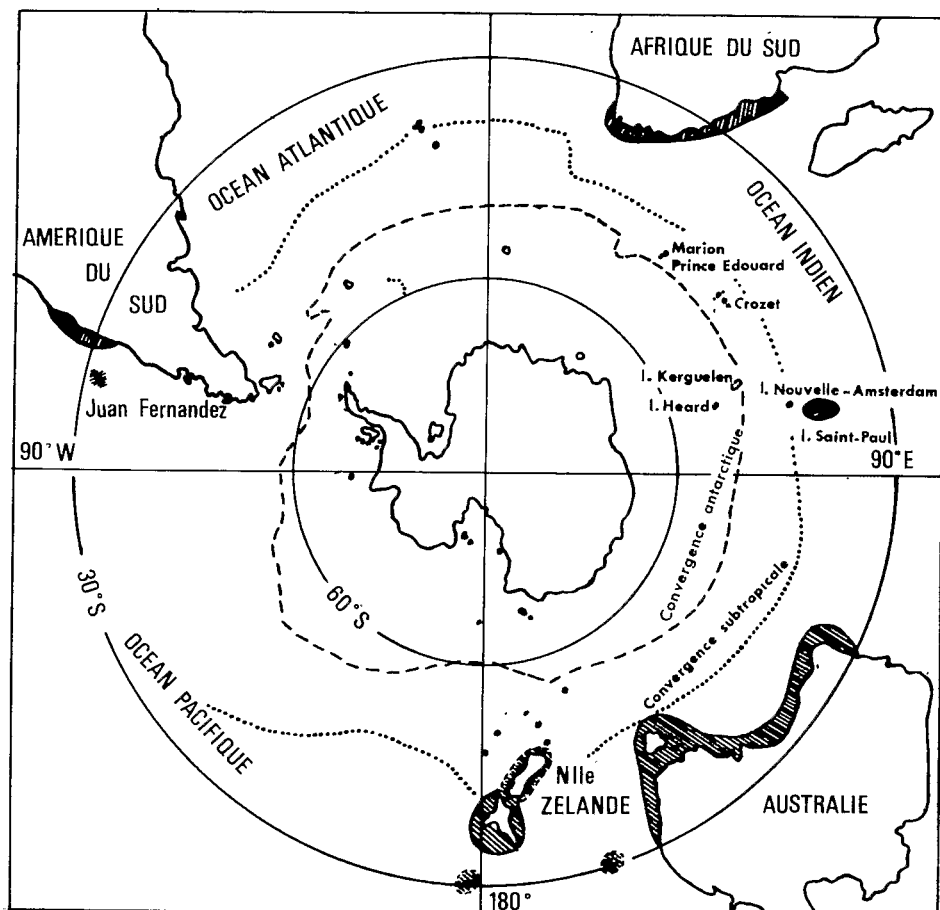 AFRIQUE DU SUD
OCEAN ATLANTIQUE
OCEAN INDIEN
AMÉRIQUE
DU
SUD
Marion
Prince Edouard
Crozet
I. Kerguelen
I. Heard
I. Nouvelle-Amsterdam
I. Saint-Paul
Juan Fernandez
90° W
90° E
Convergence antarctique
Convergence subtropicale
30°S
60°S
OCEAN PACIFIQUE
Nlle
ZELANDE
AUSTRALIE
180°